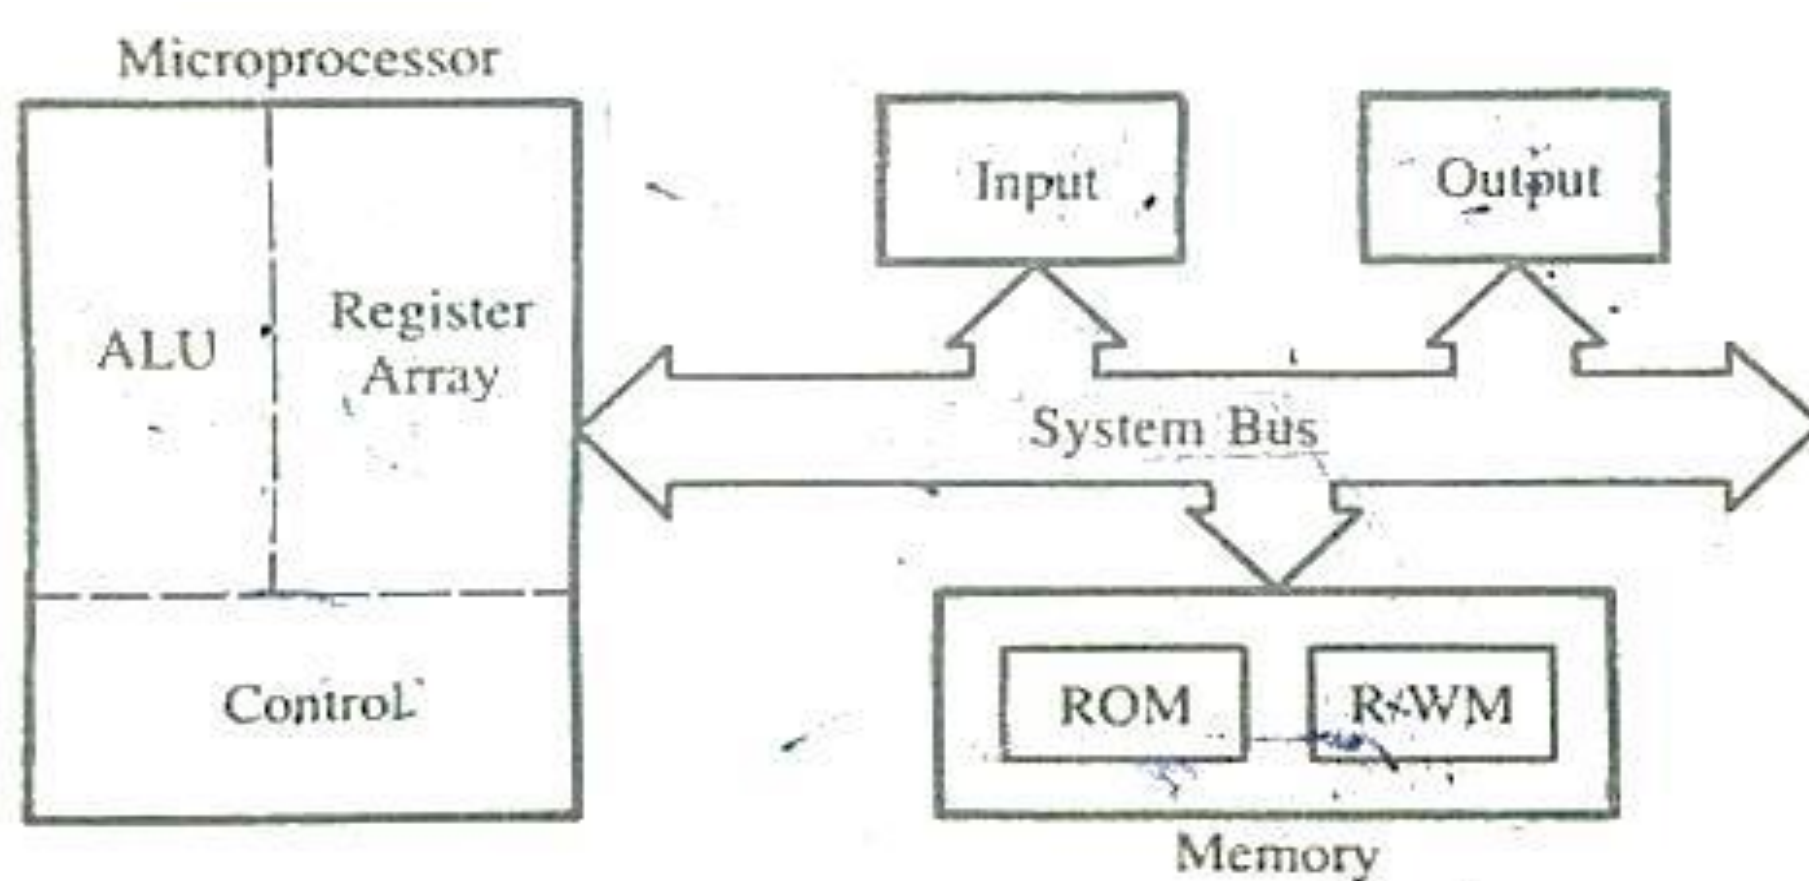 Microprocessor
Input
Output
ALU
Register
Array
System Bus
Control
ROM
R/WM
Memory